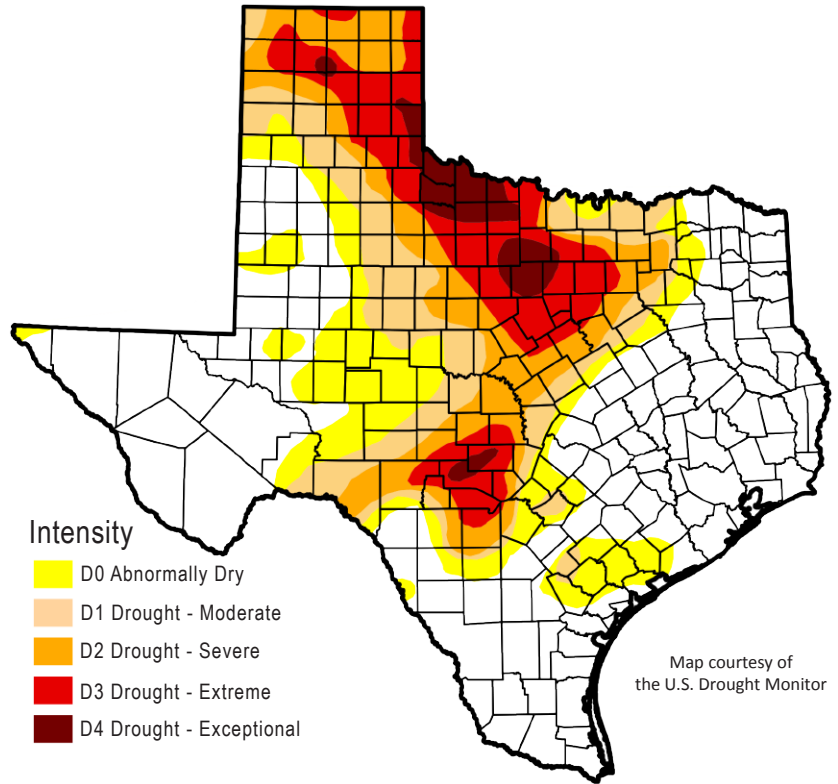 Intensity
D0 Abnormally Dry
D1 Drought - Moderate
D2 Drought - Severe
D3 Drought - Extreme
D4 Drought - Exceptional
Map courtesy of
the U.S. Drought Monitor